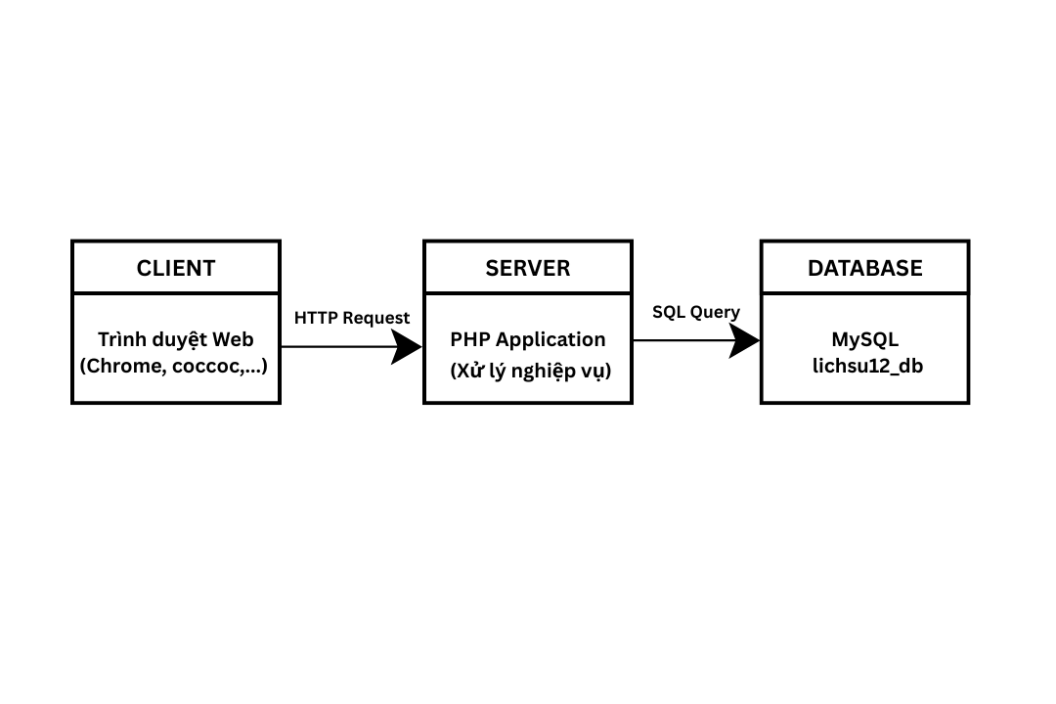 CLIENT
Trình duyệt Web
(Chrome, coccoc,...)
HTTP Request
SERVER
PHP Application
(Xử lý nghiệp vụ)
SQL Query
DATABASE
MySQL
lichsu12_db